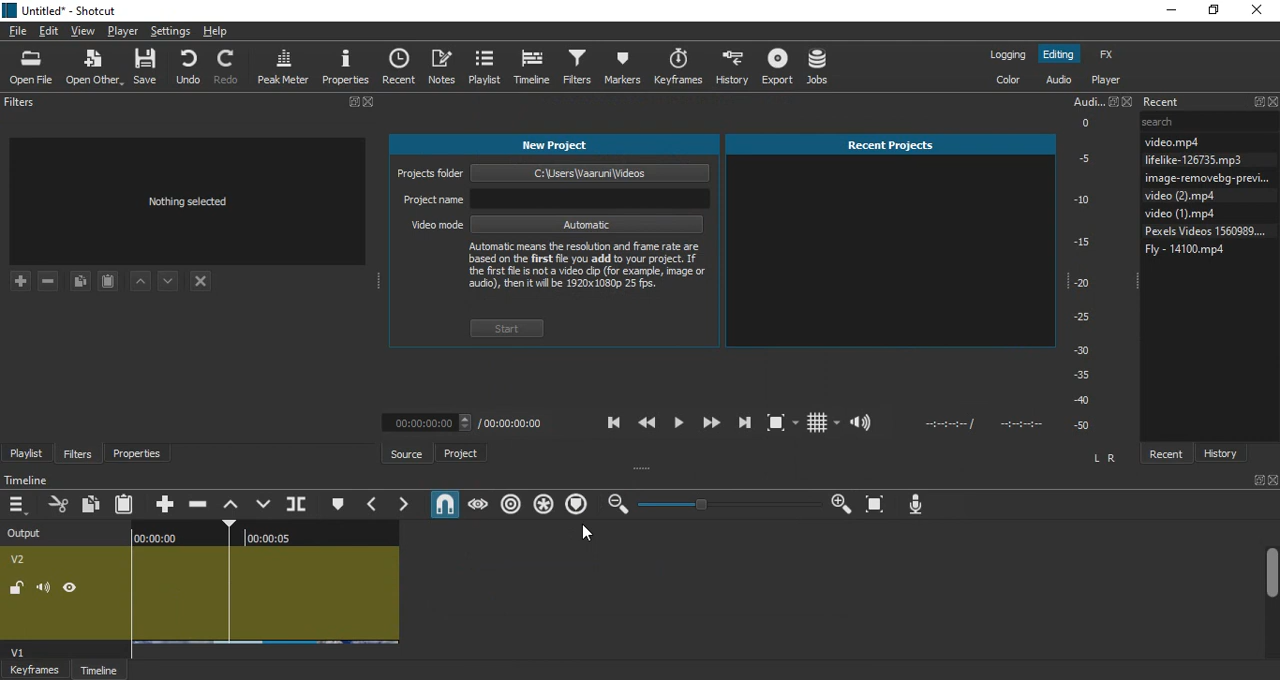 Untitled* - Shotcut
File Edit View Player Settings Help
Open File Open Other... Save Undo Redo Peak Meter Properties Recent Notes Playlist Timeline Filters Markers Keyframes History Export Jobs
Logging Editing FX
Color Audio Player
Filters
Nothing selected
New Project
Projects folder C:\Users\Vaaruni\Videos
Project name
Video mode Automatic
Automatic means the resolution and frame rate are
based on the first file you add to your project. If
the first file is not a video clip (for example, image or
audio), then it will be 1920x1080p 25 fps.
Start
Recent Projects
Audi...
0
-5
-10
-15
-20
-25
-30
-35
-40
-50
L R
Recent
search
video.mp4
lifelike-126735.mp3
image-removebg-previ...
video (2).mp4
video (1).mp4
Pexels Videos 1560989....
Fly - 14100.mp4
00:00:00:00 / 00:00:00:00
--:--:--:-- / --:--:--:--
Playlist Filters Properties
Source Project
Recent History
Timeline
Output
00:00:00 00:00:05
V2
V1
Keyframes Timeline